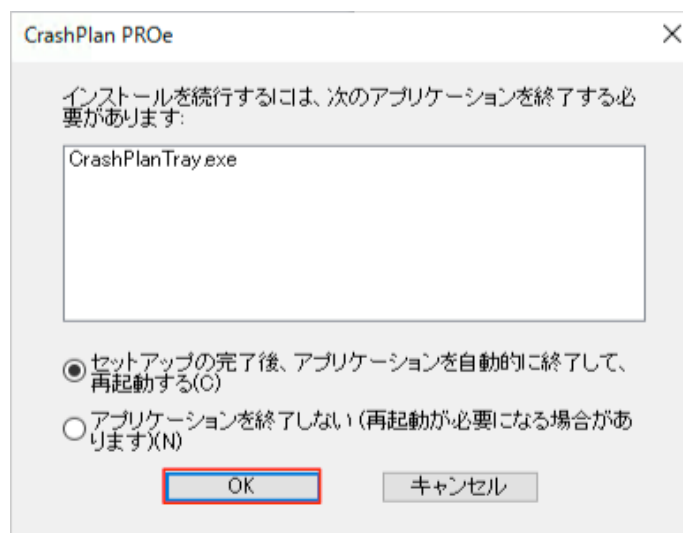 CrashPlan PROe
インストールを続行するには、次のアプリケーションを終了する必
要があります:
CrashPlanTray.exe
セットアップの完了後、アプリケーションを自動的に終了して、
再起動する(C)
アプリケーションを終了しない (再起動が必要になる場合があ
ります)(N)
OK
キャンセル